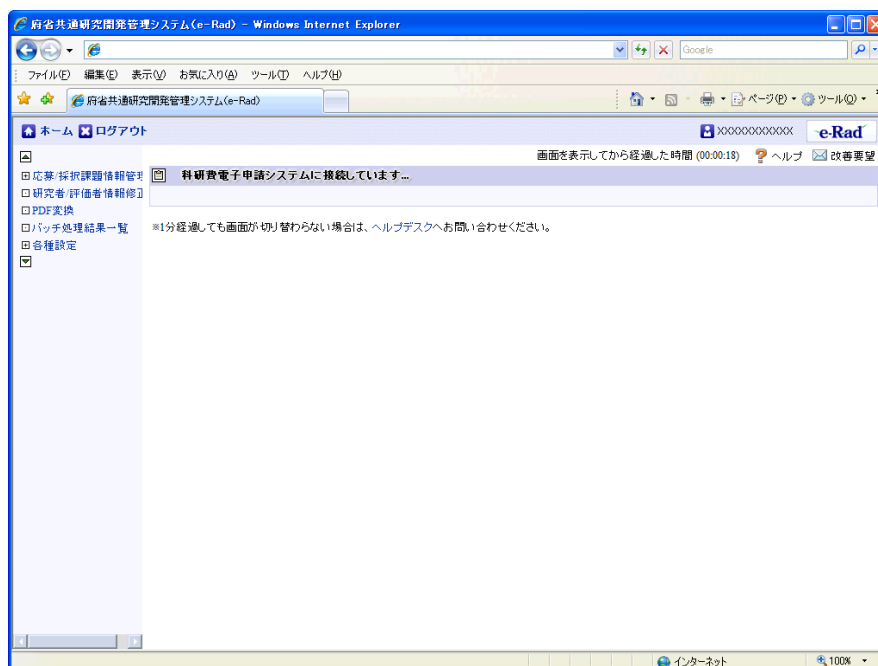 府省共通研究開発管理システム(e-Rad) - Windows Internet Explorer
Google
ファイル(F) 編集(E) 表示(V) お気に入り(A) ツール(T) ヘルプ(H)
府省共通研究開発管理システム(e-Rad) ページ(P) ツール(O)
ホーム ログアウト XXXXXXXXXXXX e-Rad
画面を表示してから経過した時間 (00:00:18) ヘルプ 改善要望
応募/採択課題情報管理 科研費電子申請システムに接続しています...
研究者/評価者情報修正
PDF変換
バッチ処理結果一覧 ※1分経過しても画面が切り替わらない場合は、ヘルプデスクへお問い合わせください。
各種設定
インターネット 100%